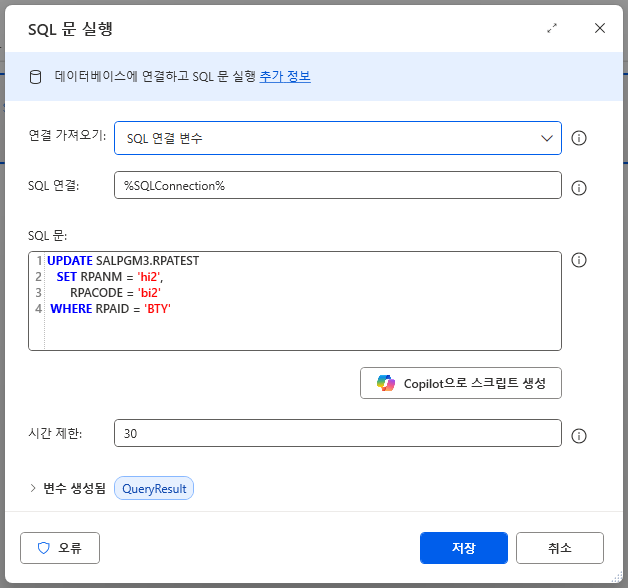 SQL 문 실행
데이터베이스에 연결하고 SQL 문 실행 추가 정보
연결 가져오기: SQL 연결 변수
SQL 연결: %SQLConnection%
SQL 문:
1 UPDATE SALPGM3.RPATEST
2 SET RPANM = 'hi2',
3 RPACODE = 'bi2'
4 WHERE RPAID = 'BTY'
Copilot으로 스크립트 생성
시간 제한: 30
변수 생성됨 QueryResult
오류 저장 취소